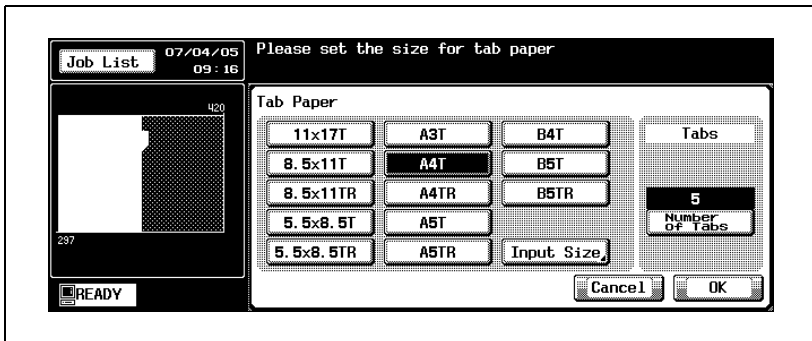 Job List
07/04/05
09:16
Please set the size for tab paper
420
297
READY
Tab Paper
11x17T A3T B4T
8.5x11T A4T B5T
8.5x11TR A4TR B5TR
5.5x8.5T A5T
5.5x8.5TR A5TR Input Size
Tabs
5
Number
of Tabs
Cancel OK